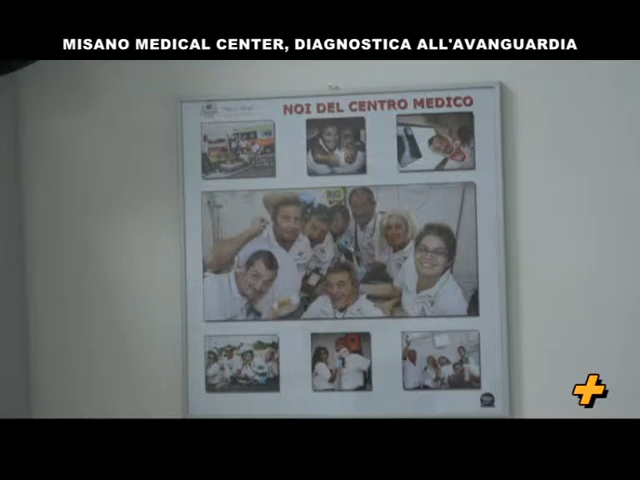 MISANO MEDICAL CENTER, DIAGNOSTICA ALL'AVANGUARDIA
NOI DEL CENTRO MEDICO